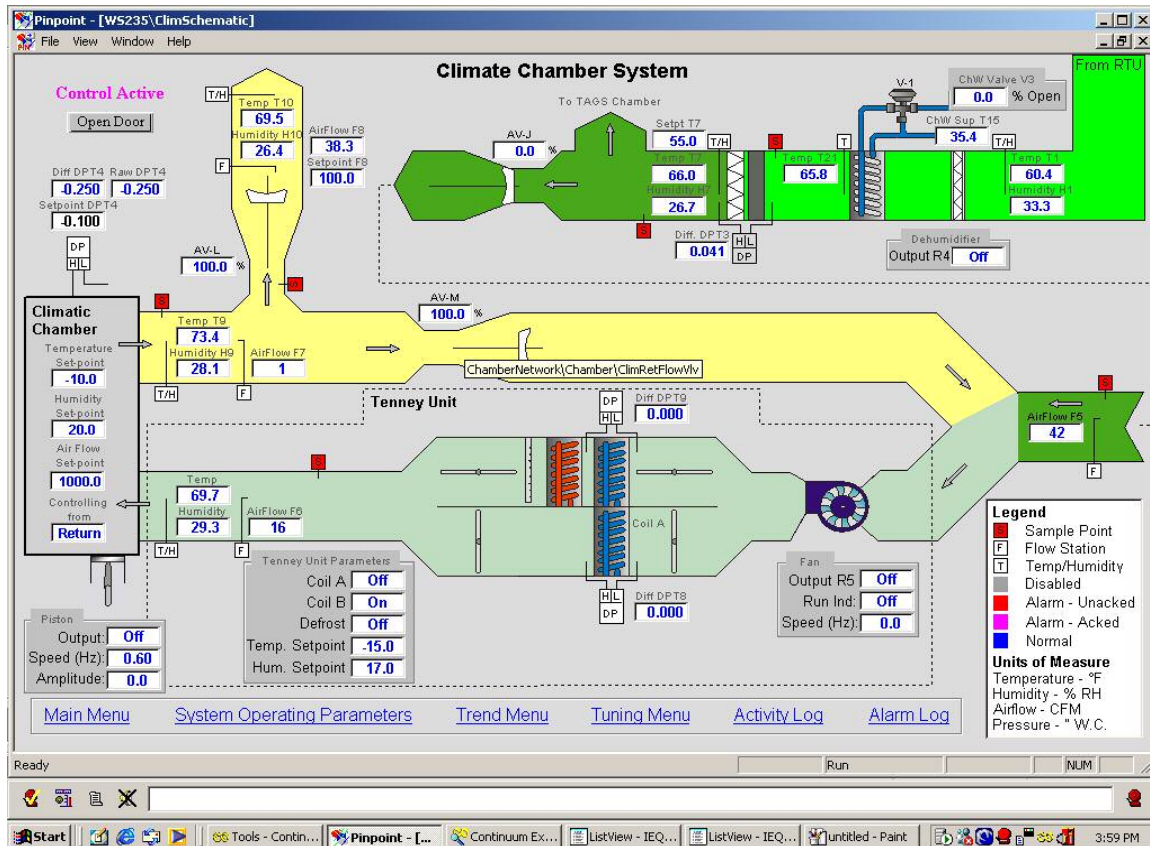 Pinpoint - [WS235\ClimSchematic]
File View Window Help
Climate Chamber System
From RTU
Control Active
Open Door
T/H
Temp T10
69.5
Humidity H10
26.4
F
AirFlow F8
38.3
Setpoint F8
100.0
To TAGS Chamber
AV-J
0.0 %
Setpt T7
55.0
T/H
Temp T7
66.0
Humidity H7
26.7
S
Temp T21
65.8
T
V-1
ChW Valve V3
0.0 % Open
ChW Sup T15
35.4
T/H
Temp T1
60.4
Humidity H1
33.3
Diff DPT4 Raw DPT4
-0.250 -0.250
Setpoint DPT4
-0.100
DP
H L
S
Diff. DPT3
0.041
H L
DP
Dehumidifier
Output R4 Off
AV-L
100.0 %
S
AV-M
100.0 %
Climatic
Chamber
Temperature
Set-point
-10.0
Humidity
Set-point
20.0
Air Flow
Set-point
1000.0
Controlling
from
Return
S
Temp T9
73.4
Humidity H9
28.1
AirFlow F7
1
T/H
F
ChamberNetwork\Chamber\ClimRetFlowVlv
Tenney Unit
DP
H L
Diff DPT9
0.000
S
AirFlow F5
42
F
S
Temp
69.7
Humidity
29.3
AirFlow F6
16
T/H
F
Coil A
H L
DP
Diff DPT8
0.000
Tenney Unit Parameters
Coil A Off
Coil B On
Defrost Off
Temp. Setpoint -15.0
Hum. Setpoint 17.0
Fan
Output R5 Off
Run Ind: Off
Speed (Hz): 0.0
Piston
Output: Off
Speed (Hz): 0.60
Amplitude: 0.0
Legend
S Sample Point
F Flow Station
T Temp/Humidity
Disabled
Alarm - Unacked
Alarm - Acked
Normal
Units of Measure
Temperature - °F
Humidity - % RH
Airflow - CFM
Pressure - " W.C.
Main Menu System Operating Parameters Trend Menu Tuning Menu Activity Log Alarm Log
Ready Run NUM
Start Tools - Contin... Pinpoint - [... Continuum Ex... ListView - IEQ... ListView - IEQ... untitled - Paint 3:59 PM